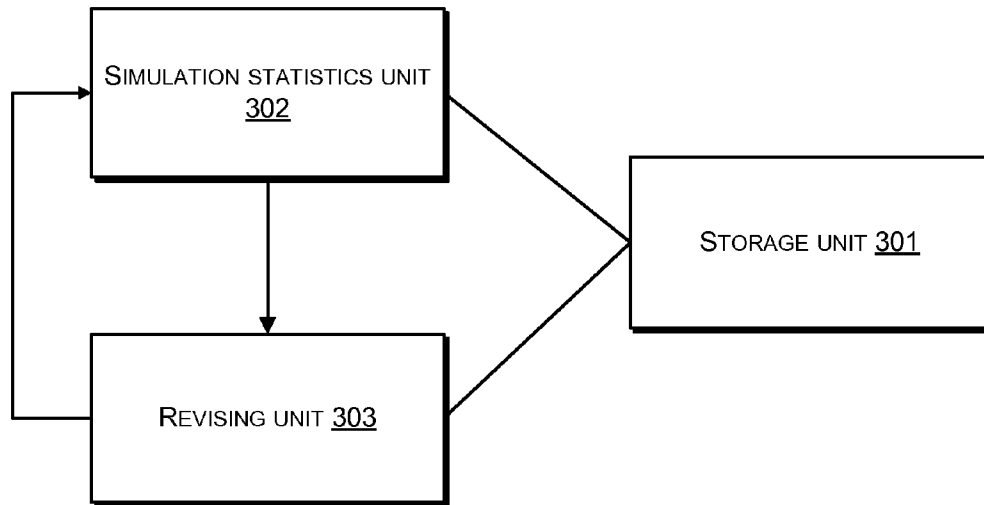 SIMULATION STATISTICS UNIT
302
STORAGE UNIT 301
REVISING UNIT 303